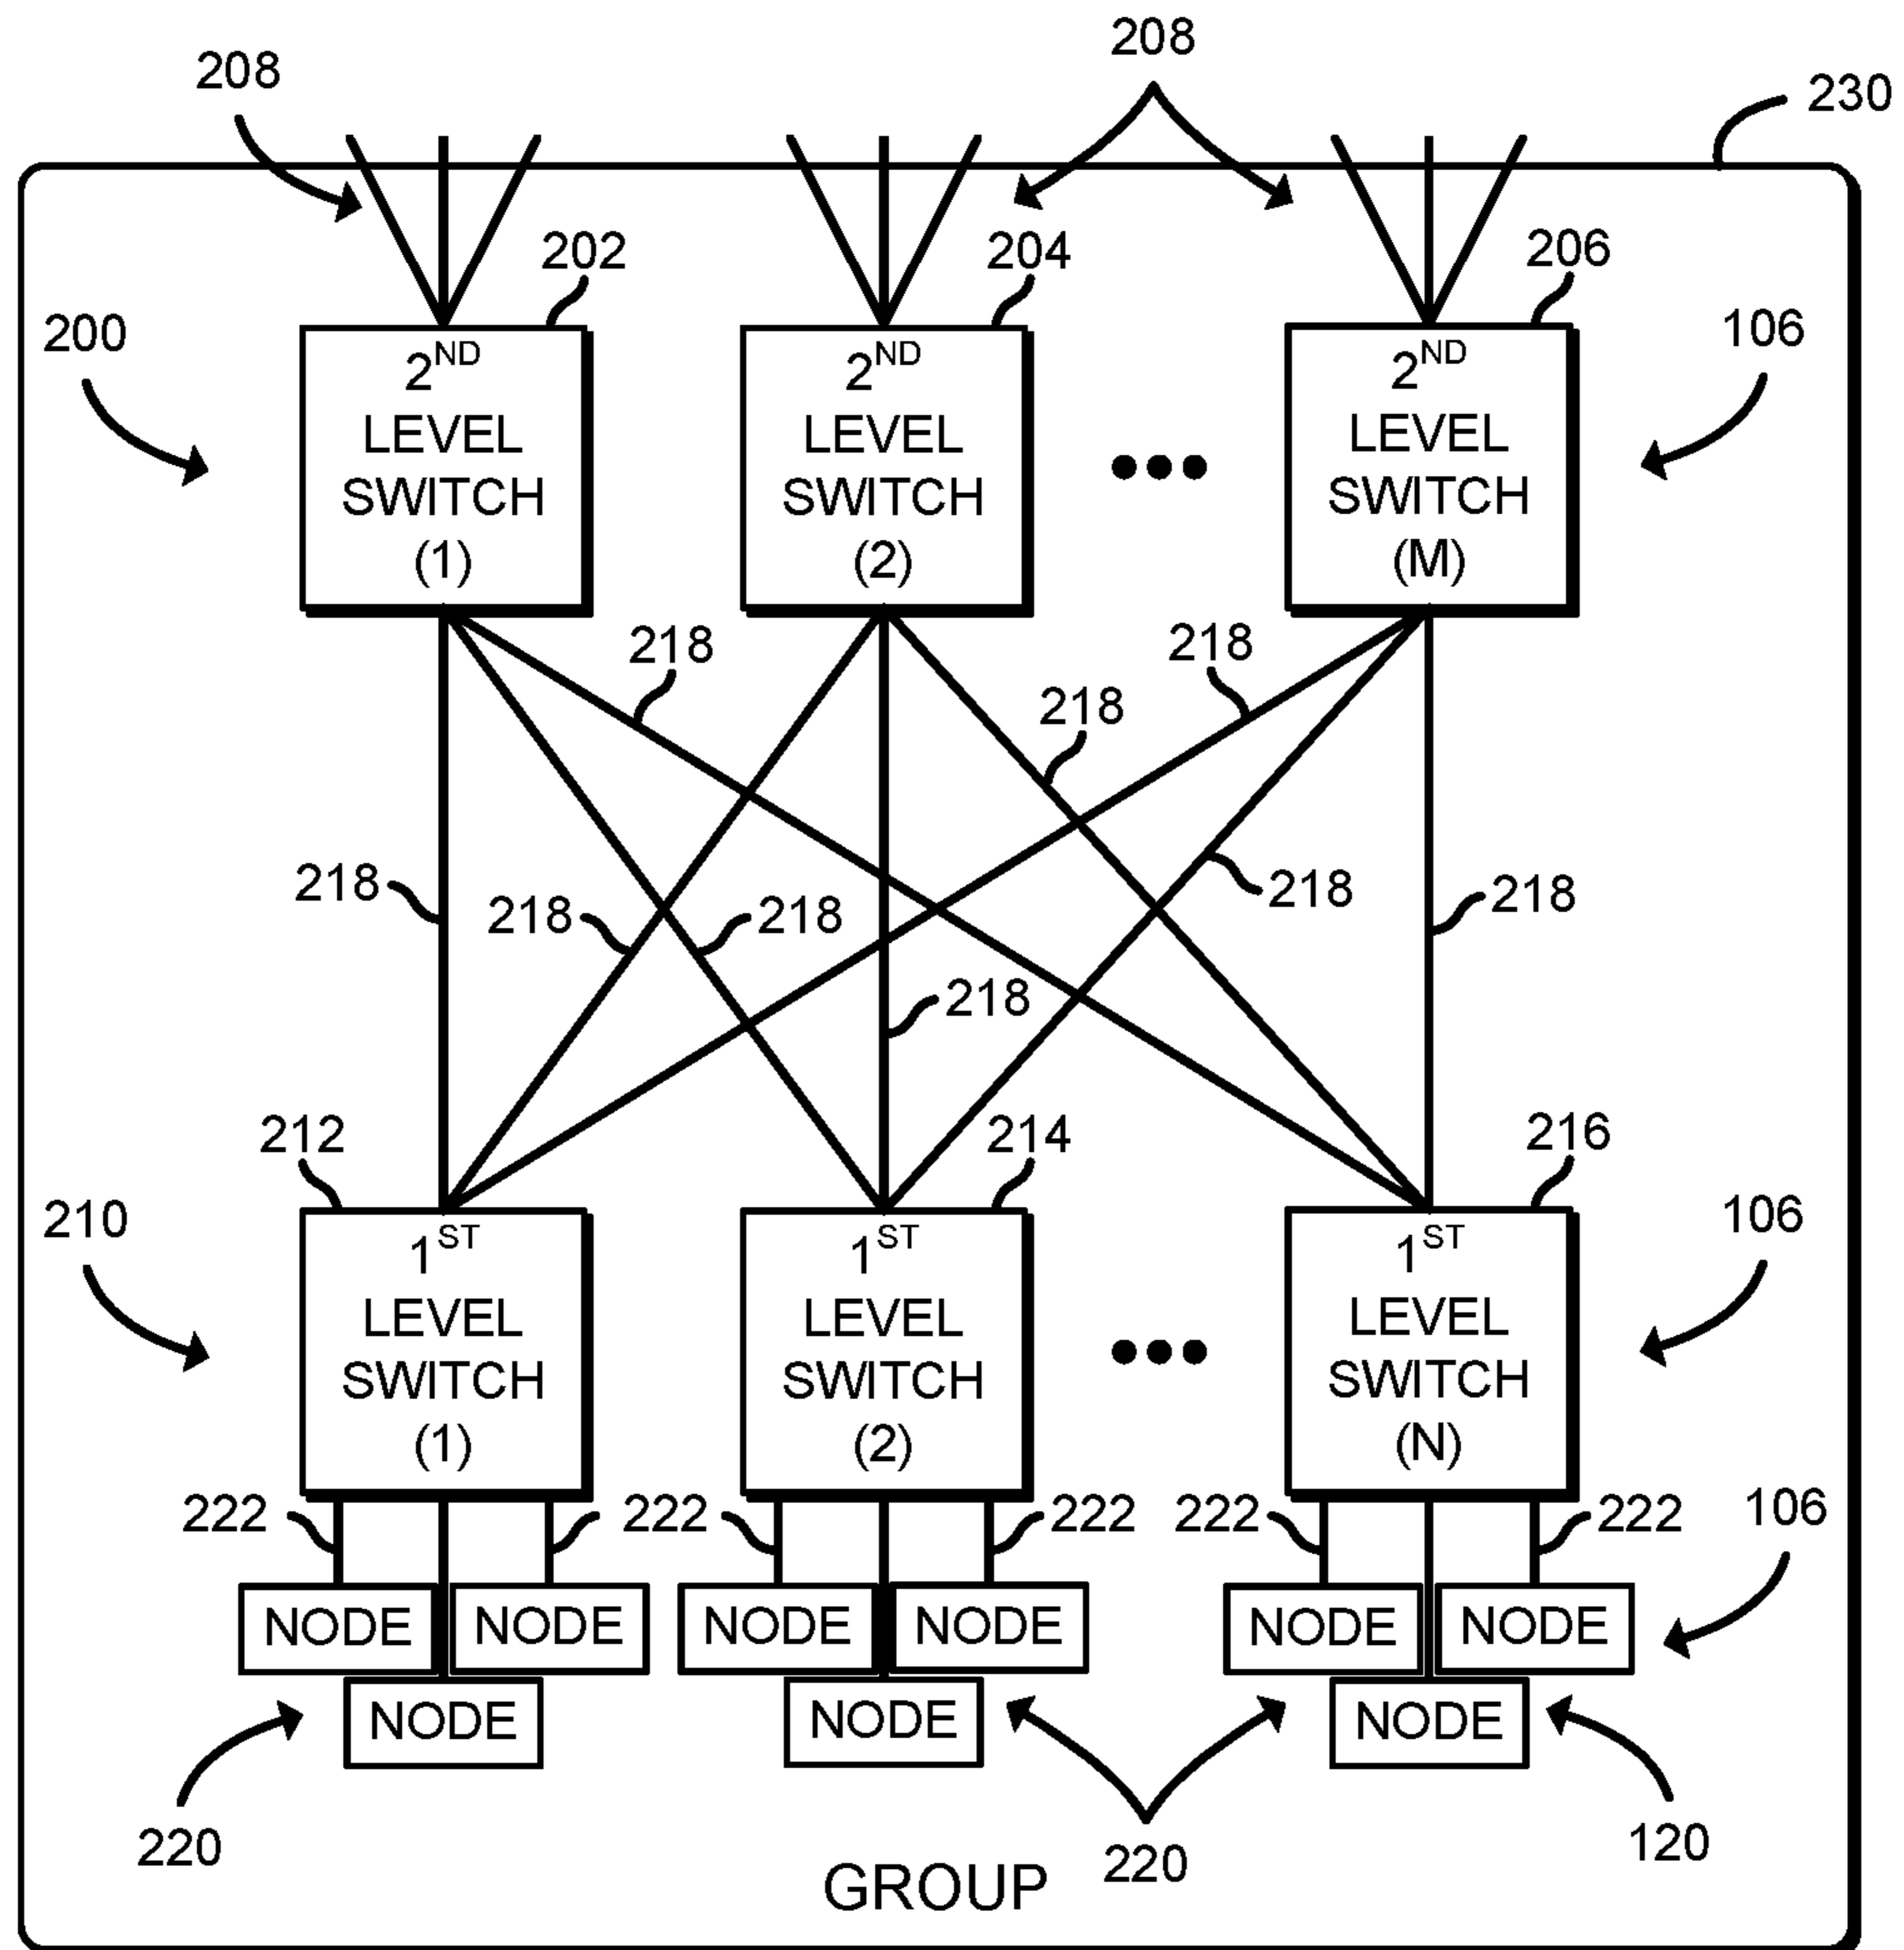 208
208
230
202
204
206
200
106
2ND
LEVEL
SWITCH
(1)
2ND
LEVEL
SWITCH
(2)
2ND
LEVEL
SWITCH
(M)
218
218
218
218
218
218
218
218
218
212
214
216
210
106
1ST
LEVEL
SWITCH
(1)
1ST
LEVEL
SWITCH
(2)
1ST
LEVEL
SWITCH
(N)
222
222
222
222
222
106
NODE
NODE
NODE
NODE
NODE
NODE
NODE
NODE
NODE
220
220
120
GROUP